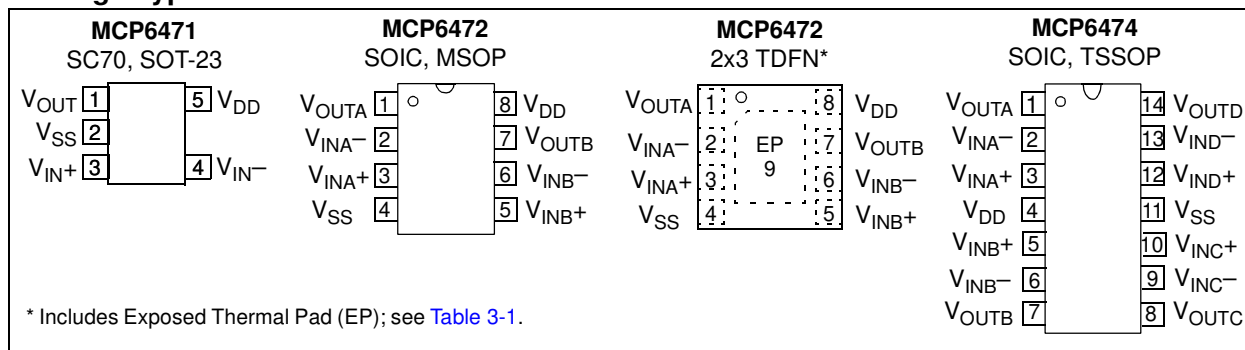 MCP6471
SC70, SOT-23
VOUT 1
5 VDD
VSS 2
VIN+ 3
4 VIN–
MCP6472
SOIC, MSOP
VOUTA 1
8 VDD
VINA– 2
7 VOUTB
VINA+ 3
6 VINB–
VSS 4
5 VINB+
MCP6472
2x3 TDFN*
VOUTA 1
8 VDD
VINA– 2
7 VOUTB
EP
9
VINA+ 3
6 VINB–
VSS 4
5 VINB+
MCP6474
SOIC, TSSOP
VOUTA 1
14 VOUTD
VINA– 2
13 VIND–
VINA+ 3
12 VIND+
VDD 4
11 VSS
VINB+ 5
10 VINC+
VINB– 6
9 VINC–
VOUTB 7
8 VOUTC
* Includes Exposed Thermal Pad (EP); see Table 3-1.